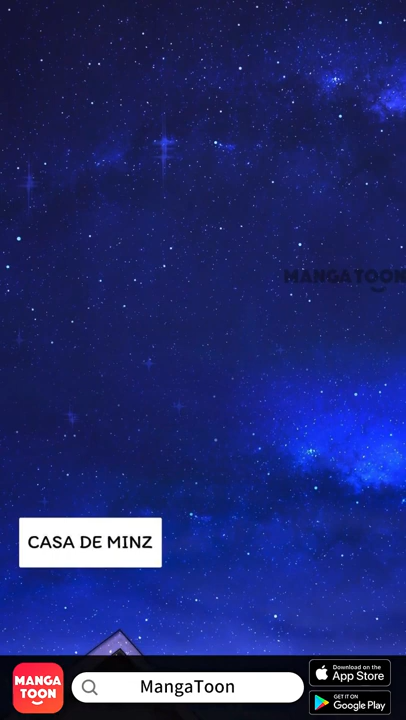 MANGATOON
CASA DE MINZ
MANGA
TOON
MangaToon
Download on the
App Store
GET IT ON
Google Play